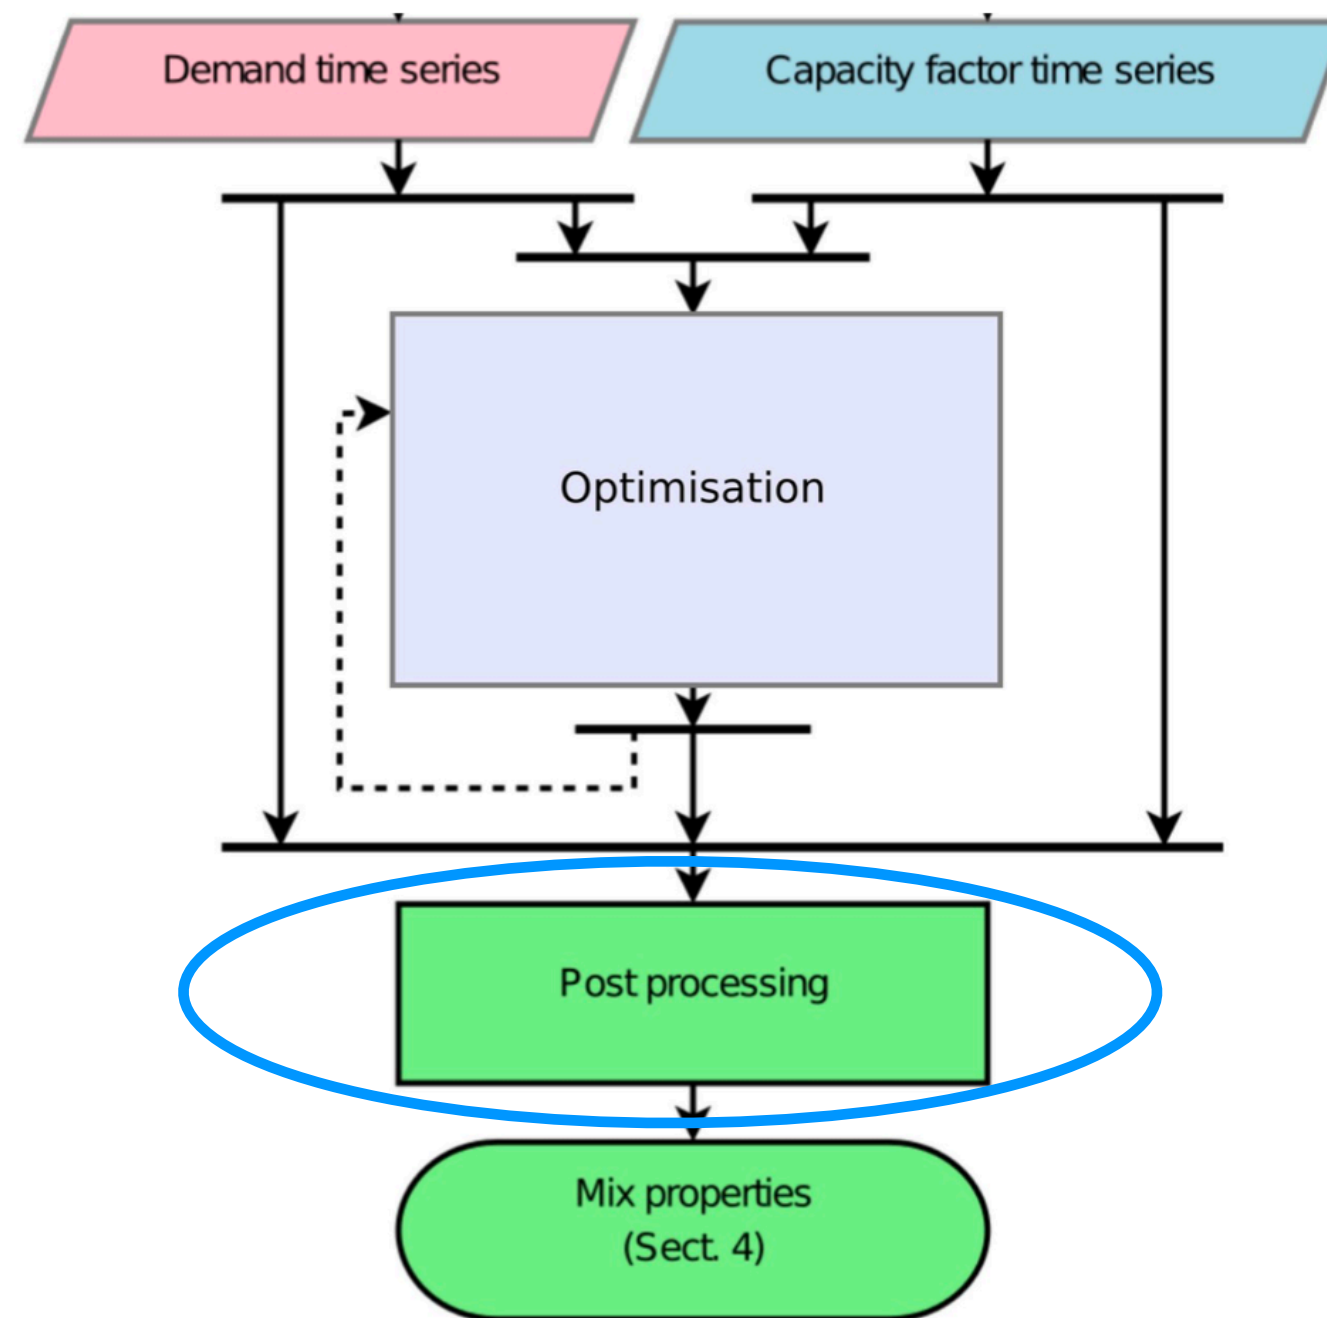 Demand time series
Capacity factor time series
Optimisation
Post processing
Mix properties
(Sect. 4)